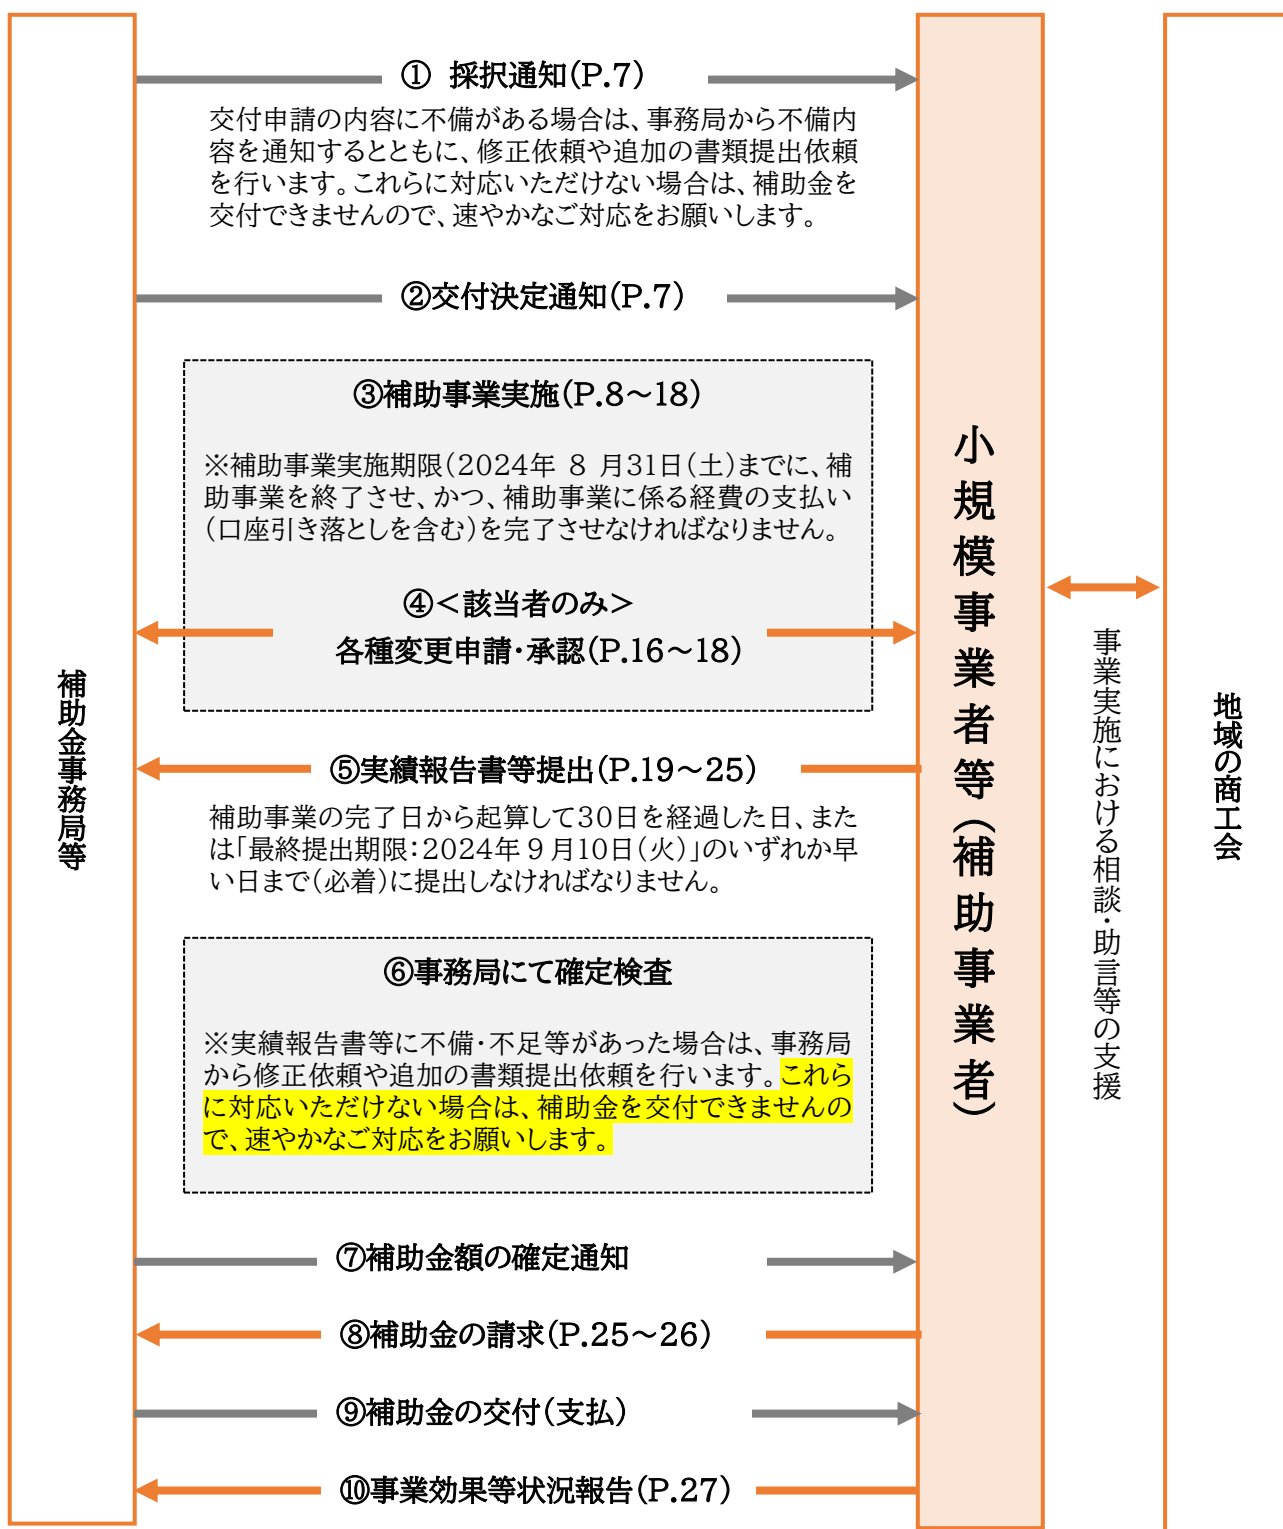 ① 採択通知(P.7)
交付申請の内容に不備がある場合は、事務局から不備内
容を通知するとともに、修正依頼や追加の書類提出依頼
を行います。これらに対応いただけない場合は、補助金を
交付できませんので、速やかなご対応をお願いします。
②交付決定通知(P.7)
③補助事業実施(P.8～18)
※補助事業実施期限(2024年 8 月31日(土)までに、補
助事業を終了させ、かつ、補助事業に係る経費の支払い
(口座引き落としを含む)を完了させなければなりません。
④<該当者のみ>
各種変更申請・承認(P.16～18)
⑤実績報告書等提出(P.19～25)
補助事業の完了日から起算して30日を経過した日、また
は「最終提出期限:2024年 9 月10日(火)」のいずれか早
い日まで(必着)に提出しなければなりません。
⑥事務局にて確定検査
※実績報告書等に不備・不足等があった場合は、事務局
から修正依頼や追加の書類提出依頼を行います。これら
に対応いただけない場合は、補助金を交付できませんの
で、速やかなご対応をお願いします。
⑦補助金額の確定通知
⑧補助金の請求(P.25～26)
⑨補助金の交付(支払)
⑩事業効果等状況報告(P.27)
補助金事務局等
小規模事業者等(補助事業者)
事業実施における相談・助言等の支援
地域の商工会